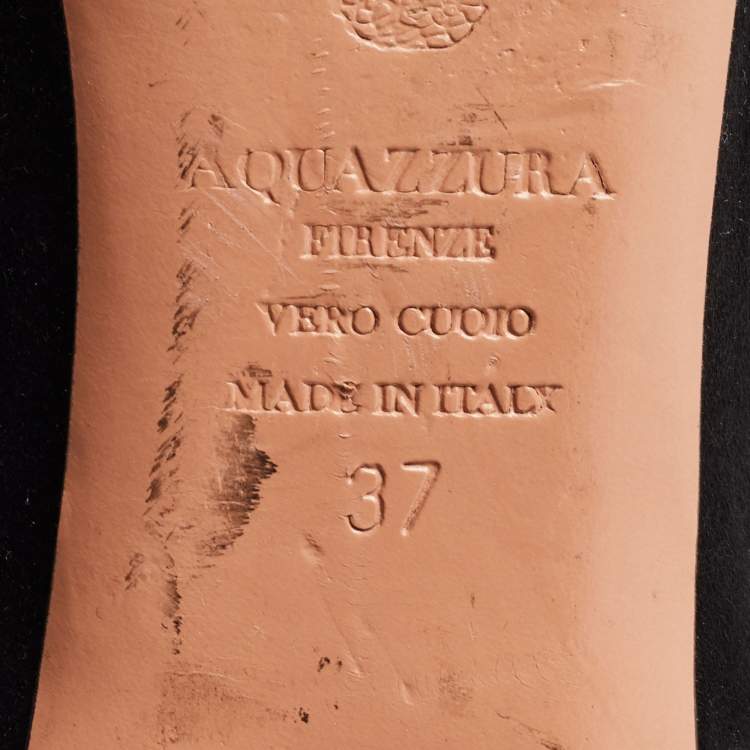 AQUAZZURA
FIRENZE
VERO CUOIO
MADE IN ITALY
37